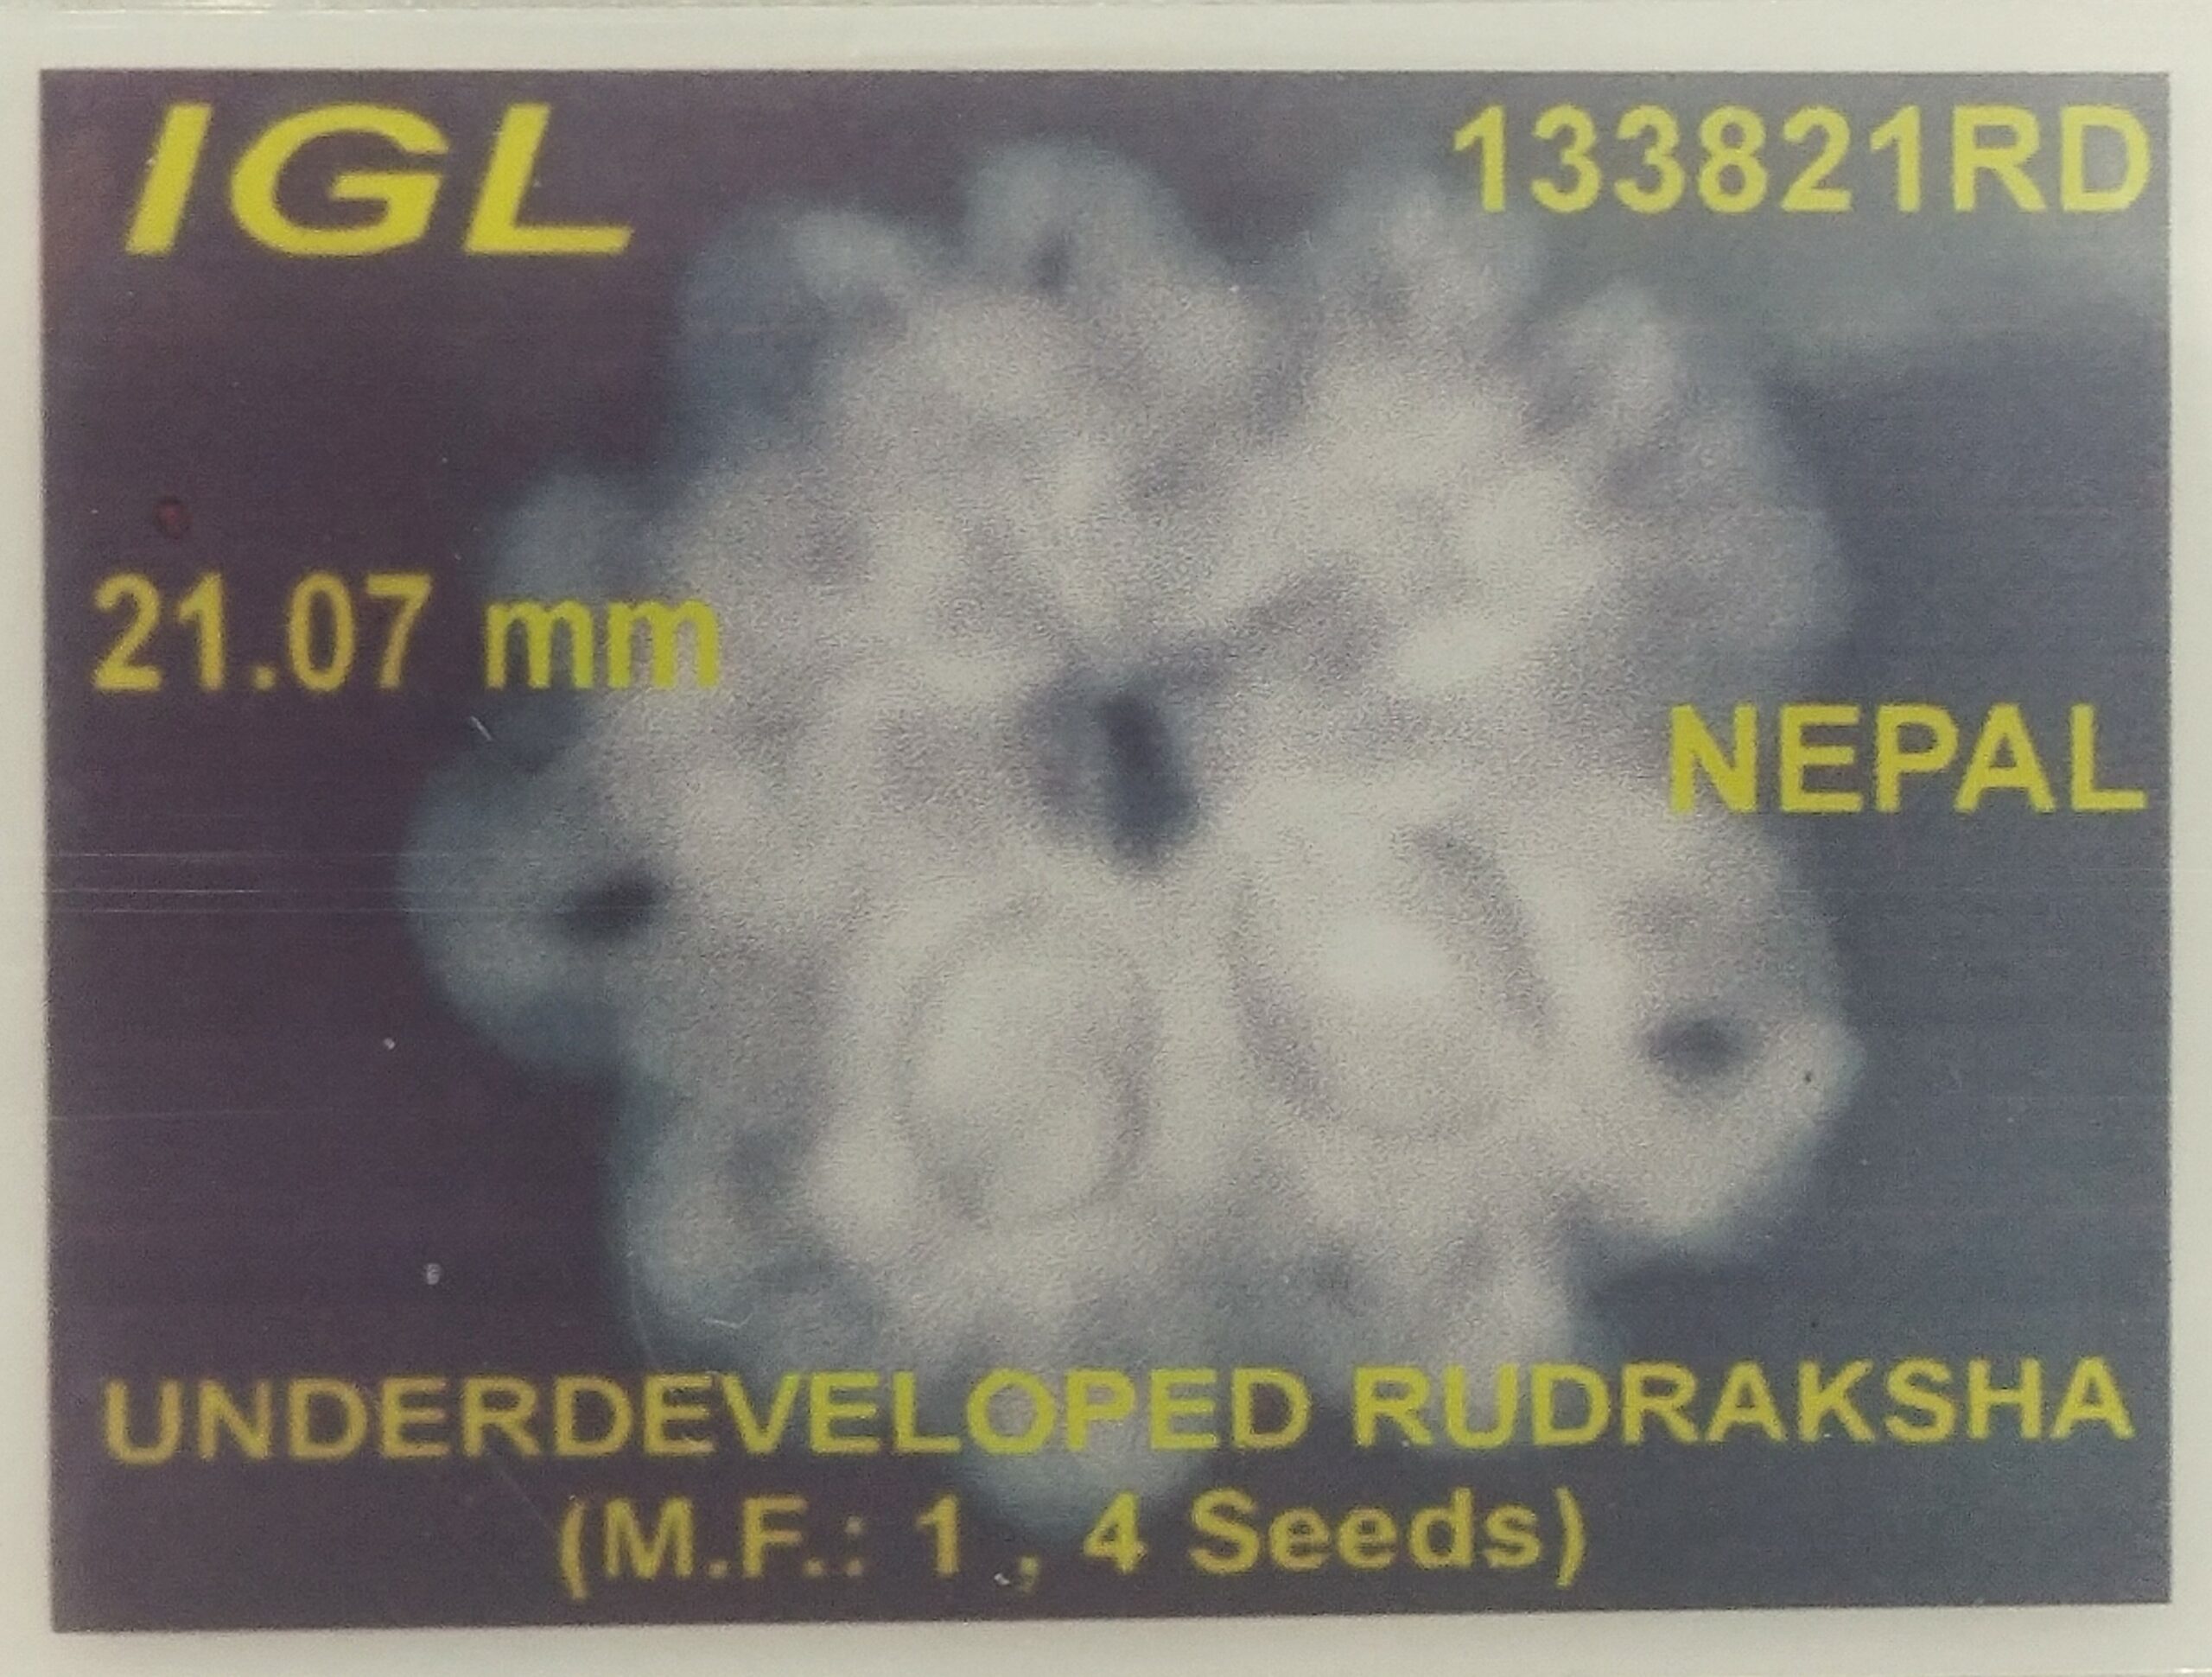 IGL
133821RD
21.07 mm
NEPAL
UNDERDEVELOPED RUDRAKSHA
(M.F.: 1 , 4 Seeds)